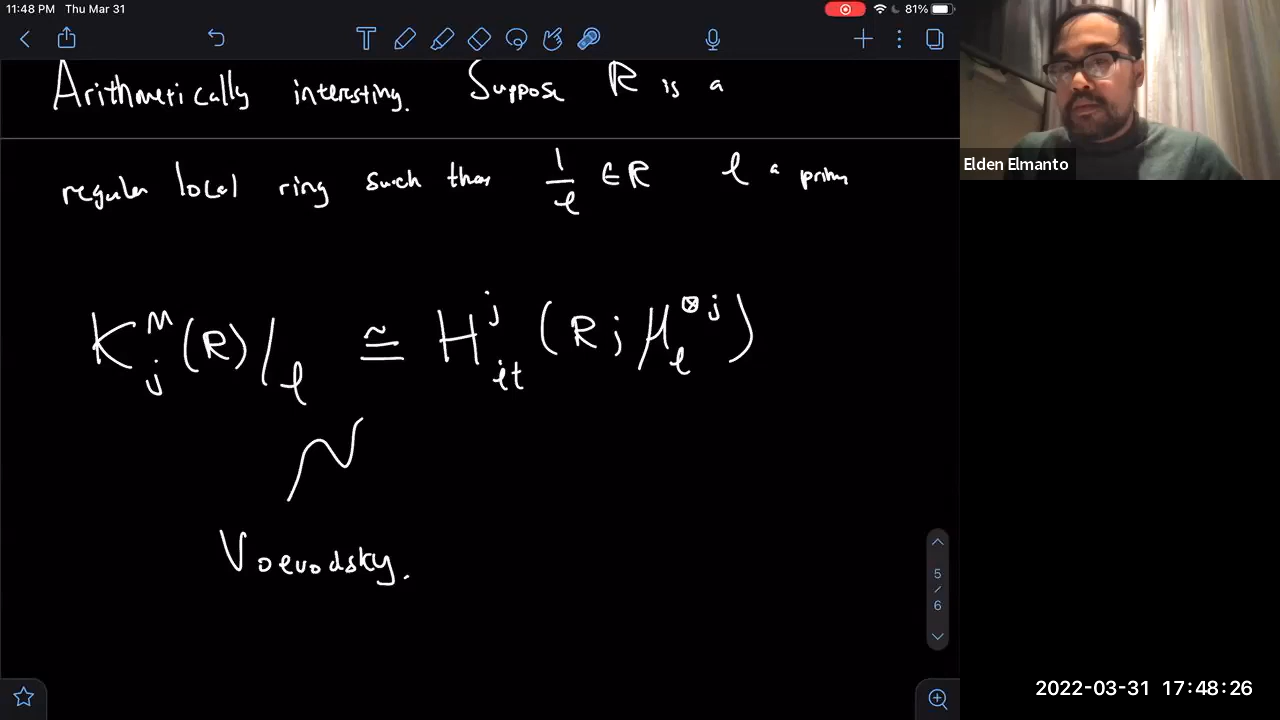 11:48 PM Thu Mar 31
81%
Arithmetically interesting. Suppose R is a
regular local ring such that 1/ℓ ∈ R ℓ a prime
K^M_j(R)/ℓ ≅ H^j_ét(R; μ_ℓ^{⊗j})
Voevodsky.
5
/
6
Elden Elmanto
2022-03-31 17:48:26